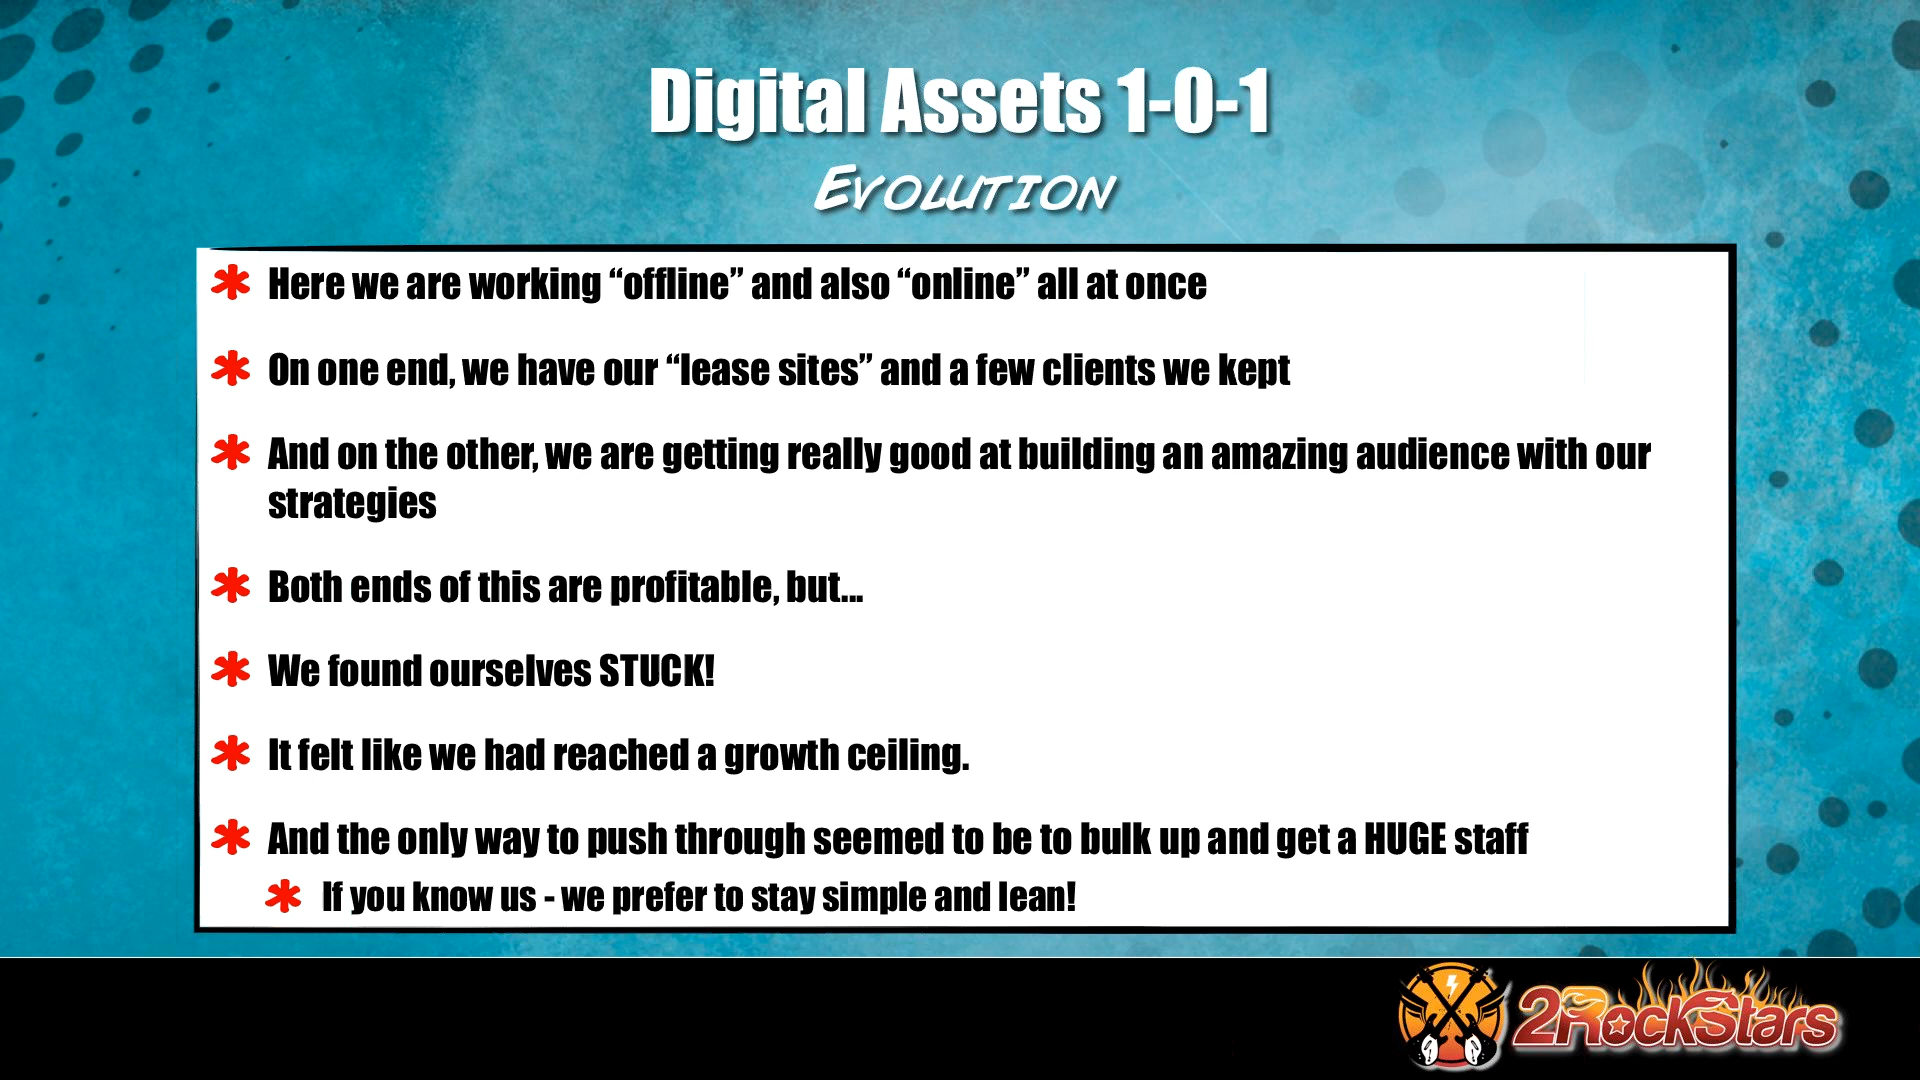 Digital Assets 1-0-1
Evolution
Here we are working “offline” and also “online” all at once
On one end, we have our “lease sites” and a few clients we kept
And on the other, we are getting really good at building an amazing audience with our
strategies
Both ends of this are profitable, but...
We found ourselves STUCK!
It felt like we had reached a growth ceiling.
And the only way to push through seemed to be to bulk up and get a HUGE staff
If you know us - we prefer to stay simple and lean!
2RockStars